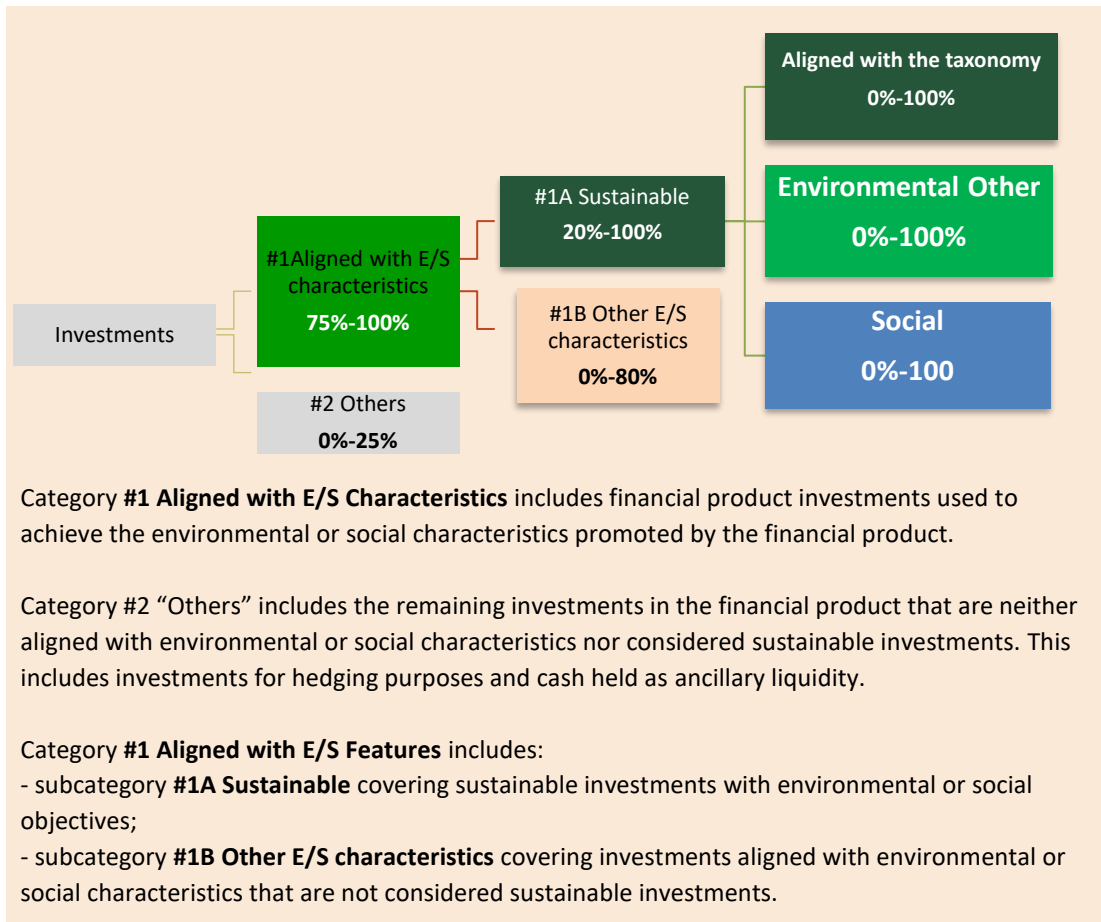 Investments
#1Aligned with E/S
characteristics
75%-100%
#2 Others
0%-25%
#1A Sustainable
20%-100%
#1B Other E/S
characteristics
0%-80%
Aligned with the taxonomy
0%-100%
Environmental Other
0%-100%
Social
0%-100
Category #1 Aligned with E/S Characteristics includes financial product investments used to
achieve the environmental or social characteristics promoted by the financial product.
Category #2 “Others” includes the remaining investments in the financial product that are neither
aligned with environmental or social characteristics nor considered sustainable investments. This
includes investments for hedging purposes and cash held as ancillary liquidity.
Category #1 Aligned with E/S Features includes:
- subcategory #1A Sustainable covering sustainable investments with environmental or social
objectives;
- subcategory #1B Other E/S characteristics covering investments aligned with environmental or
social characteristics that are not considered sustainable investments.